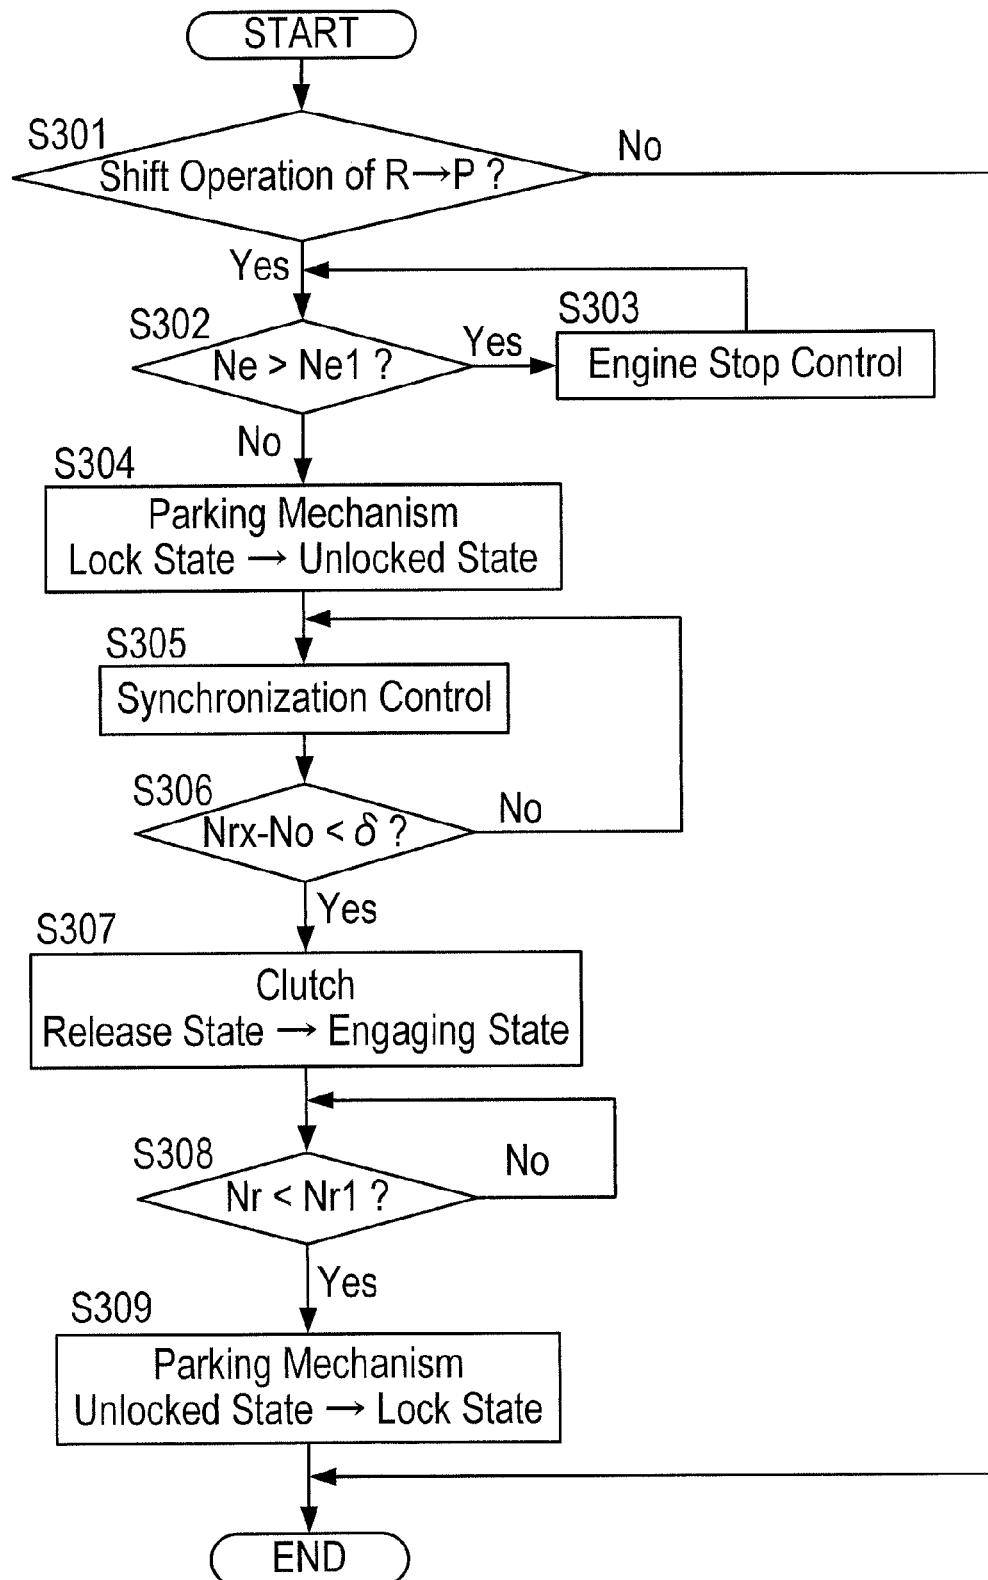 START
S301
Shift Operation of R→P ?
No
Yes
S302
Ne > Ne1 ?
Yes
S303
Engine Stop Control
No
S304
Parking Mechanism
Lock State → Unlocked State
S305
Synchronization Control
S306
Nrx-No < δ ?
No
Yes
S307
Clutch
Release State → Engaging State
S308
Nr < Nr1 ?
No
Yes
S309
Parking Mechanism
Unlocked State → Lock State
END